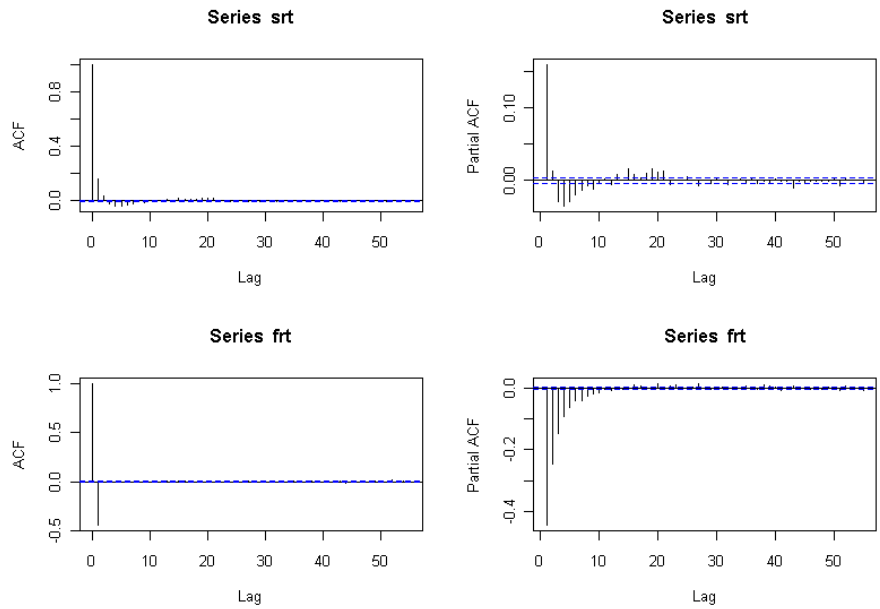 Series srt
ACF
0.0 0.4 0.8
0 10 20 30 40 50
Lag
Series srt
Partial ACF
0.00 0.10
0 10 20 30 40 50
Lag
Series frt
ACF
-0.5 0.0 0.5 1.0
0 10 20 30 40 50
Lag
Series frt
Partial ACF
-0.4 -0.2 0.0
0 10 20 30 40 50
Lag